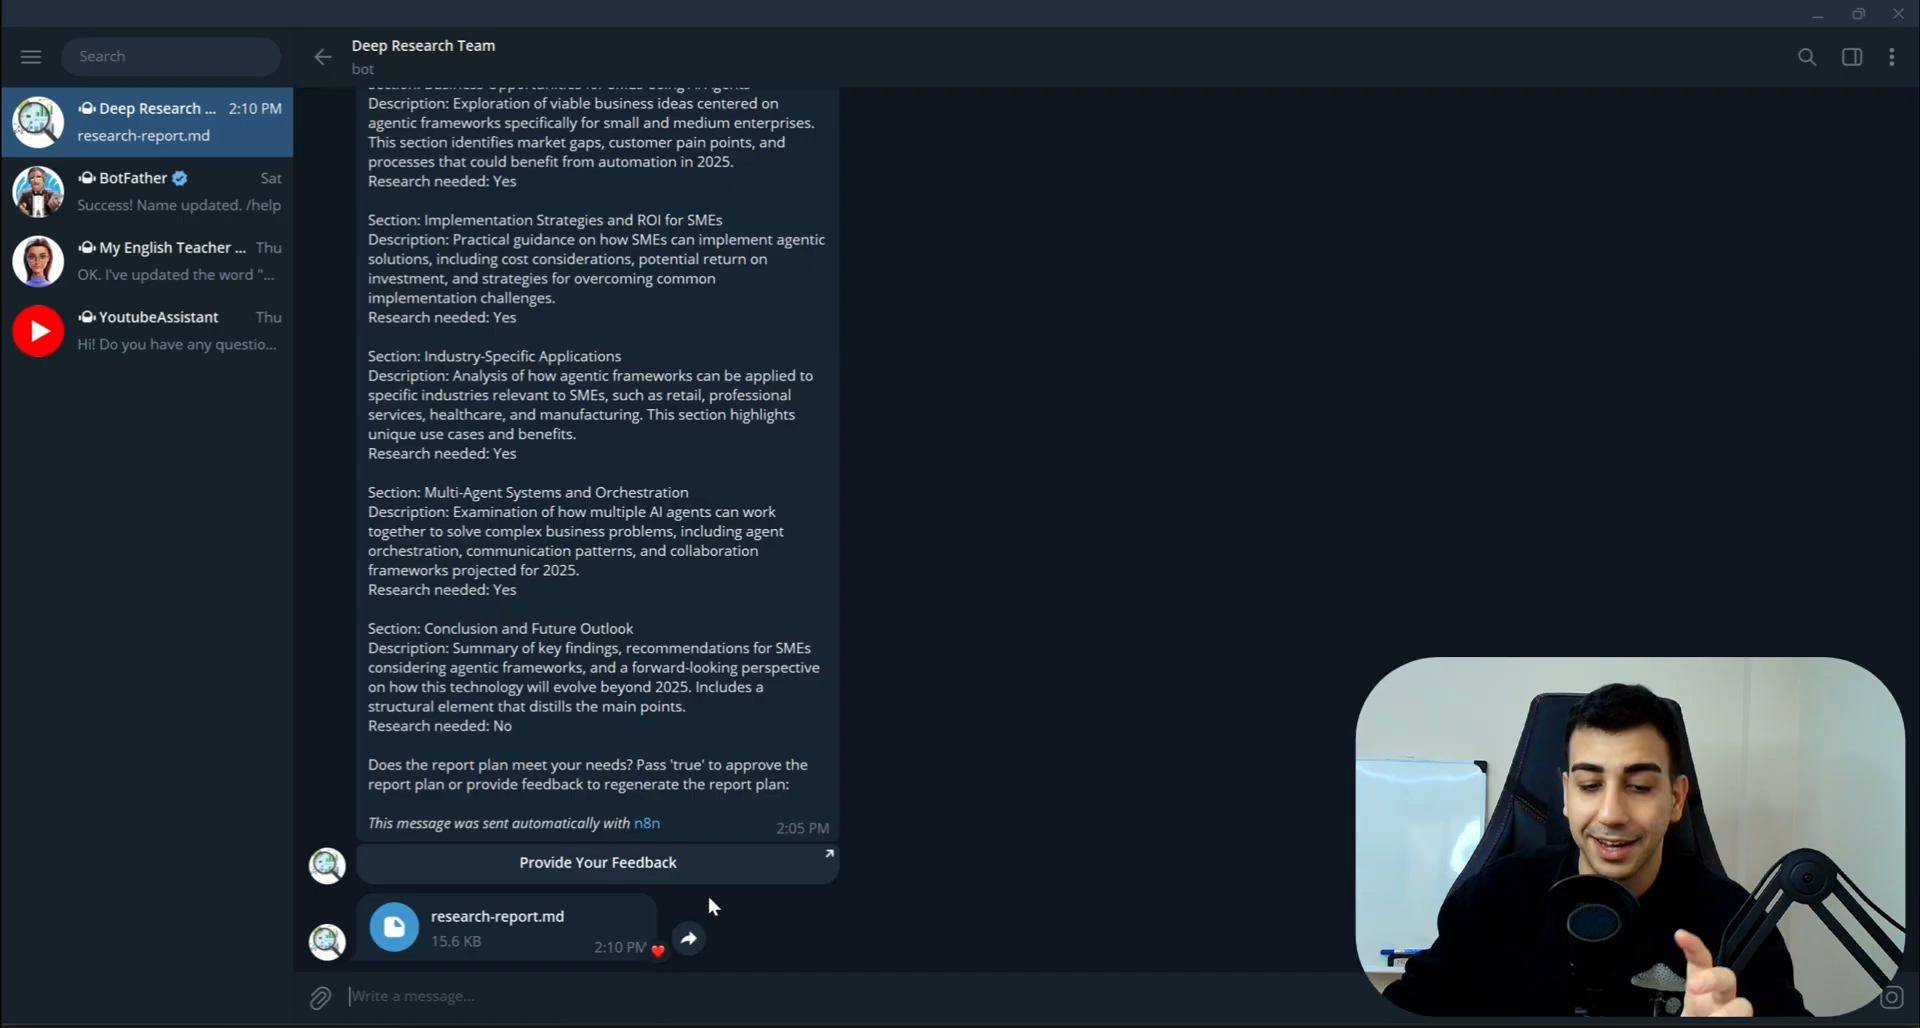 Search
Deep Research Team
bot
Deep Research ... 2:10 PM
research-report.md
BotFather Sat
Success! Name updated. /help
My English Teacher ... Thu
OK. I've updated the word "...
YoutubeAssistant Thu
Hi! Do you have any questio...
Section: Business Opportunities for SMEs Using AI Agents
Description: Exploration of viable business ideas centered on
agentic frameworks specifically for small and medium enterprises.
This section identifies market gaps, customer pain points, and
processes that could benefit from automation in 2025.
Research needed: Yes
Section: Implementation Strategies and ROI for SMEs
Description: Practical guidance on how SMEs can implement agentic
solutions, including cost considerations, potential return on
investment, and strategies for overcoming common
implementation challenges.
Research needed: Yes
Section: Industry-Specific Applications
Description: Analysis of how agentic frameworks can be applied to
specific industries relevant to SMEs, such as retail, professional
services, healthcare, and manufacturing. This section highlights
unique use cases and benefits.
Research needed: Yes
Section: Multi-Agent Systems and Orchestration
Description: Examination of how multiple AI agents can work
together to solve complex business problems, including agent
orchestration, communication patterns, and collaboration
frameworks projected for 2025.
Research needed: Yes
Section: Conclusion and Future Outlook
Description: Summary of key findings, recommendations for SMEs
considering agentic frameworks, and a forward-looking perspective
on how this technology will evolve beyond 2025. Includes a
structural element that distills the main points.
Research needed: No
Does the report plan meet your needs? Pass 'true' to approve the
report plan or provide feedback to regenerate the report plan:
This message was sent automatically with n8n
2:05 PM
Provide Your Feedback
research-report.md
15.6 KB
2:10 PM
Write a message...